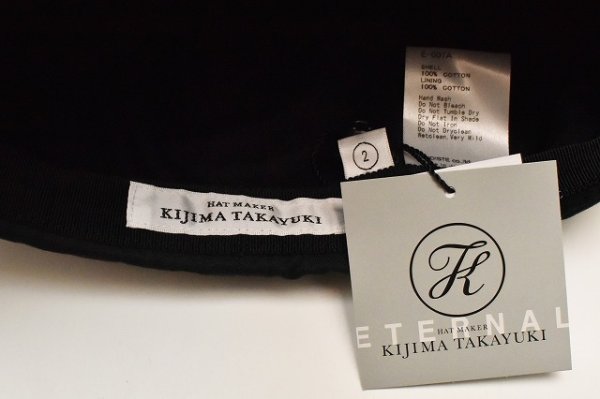 E-007A
SHELL
100% COTTON
LINING
100% COTTON
Hand Wash
Do Not Bleach
Do Not Tumble Dry
Dry Flat In Shade
Do Not Iron
Do Not Dryclean
Wetclean.Very Mild
2
HAT MAKER
KIJIMA TAKAYUKI
K
ETERNAL
HAT MAKER
KIJIMA TAKAYUKI